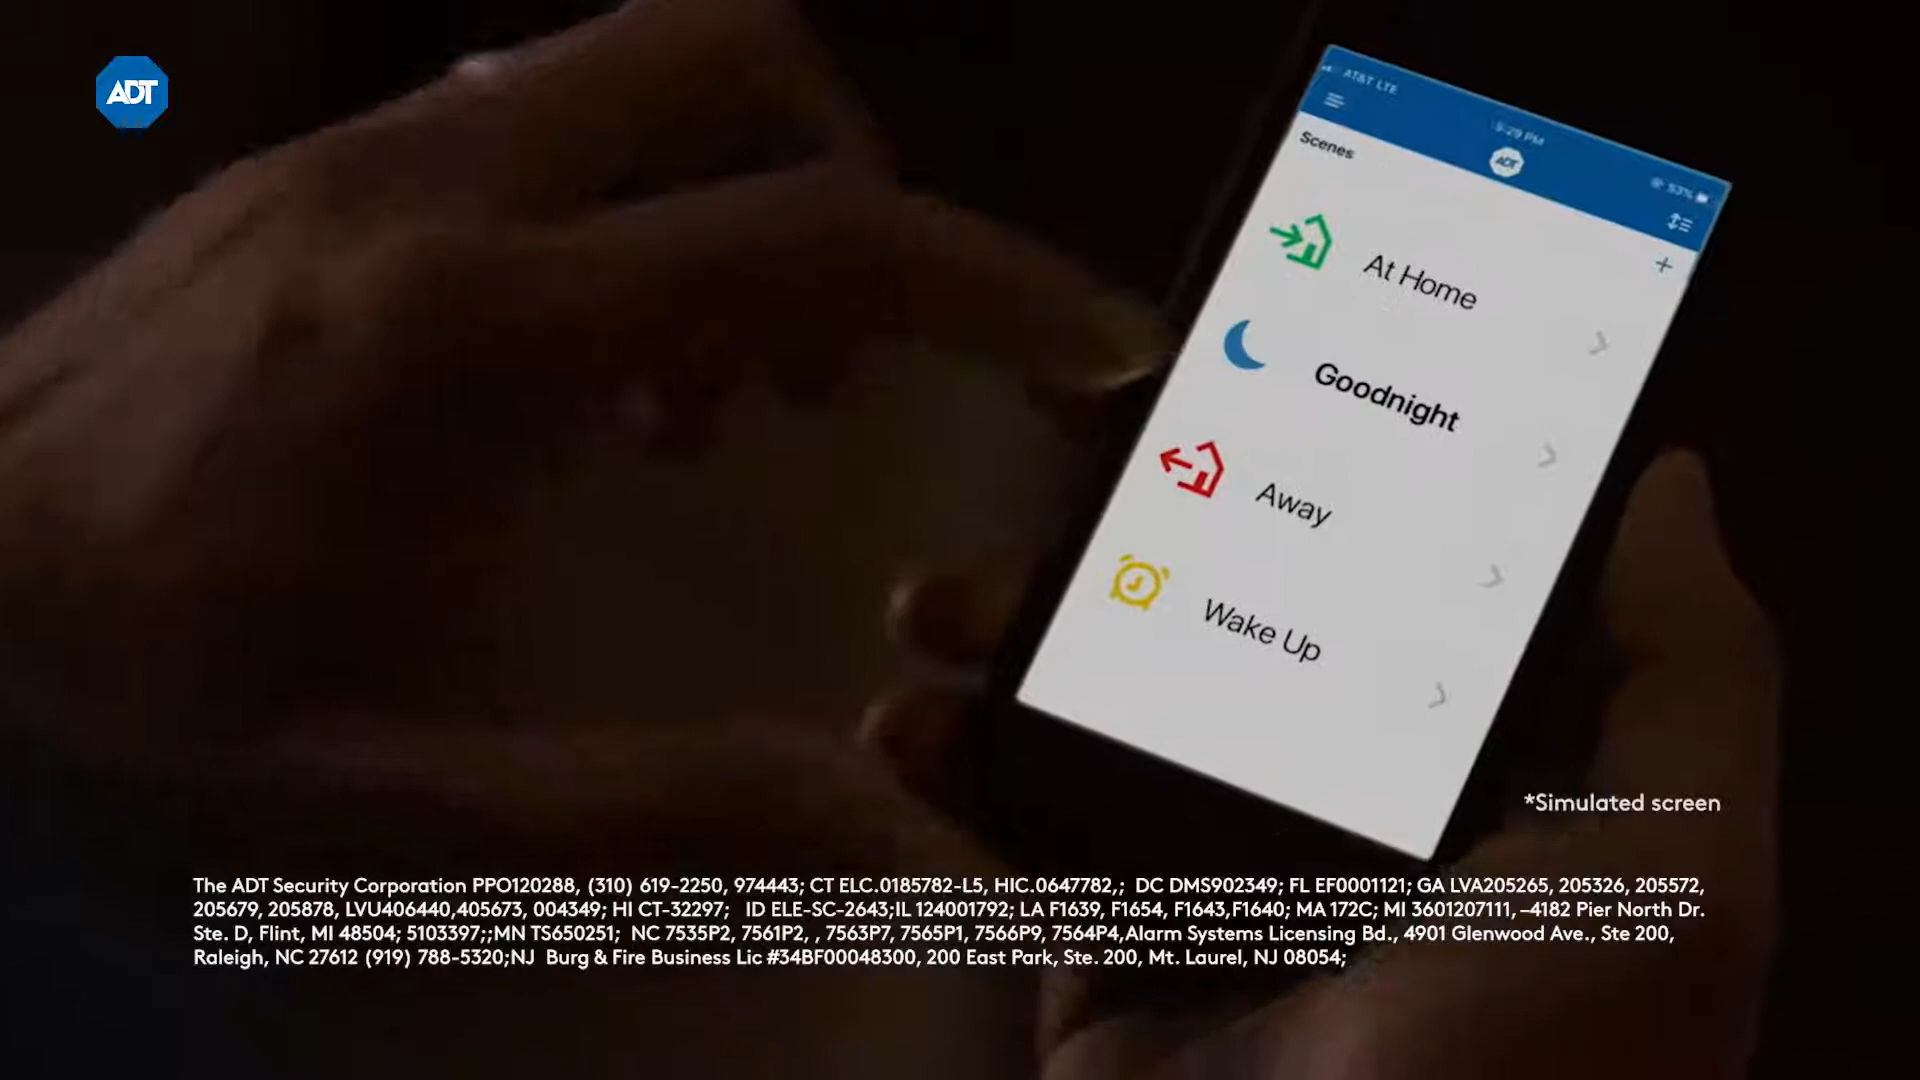 ADT
AT&T LTE
5:29 PM
53%
ADT
Scenes
At Home
Goodnight
Away
Wake Up
*Simulated screen
The ADT Security Corporation PPO120288, (310) 619-2250, 974443; CT ELC.0185782-L5, HIC.0647782,; DC DMS902349; FL EF0001121; GA LVA205265, 205326, 205572,
205679, 205878, LVU406440,405673, 004349; HI CT-32297; ID ELE-SC-2643;IL 124001792; LA F1639, F1654, F1643,F1640; MA 172C; MI 3601207111, –4182 Pier North Dr.
Ste. D, Flint, MI 48504; 5103397;;MN TS650251; NC 7535P2, 7561P2, , 7563P7, 7565P1, 7566P9, 7564P4,Alarm Systems Licensing Bd., 4901 Glenwood Ave., Ste 200,
Raleigh, NC 27612 (919) 788-5320;NJ Burg & Fire Business Lic #34BF00048300, 200 East Park, Ste. 200, Mt. Laurel, NJ 08054;